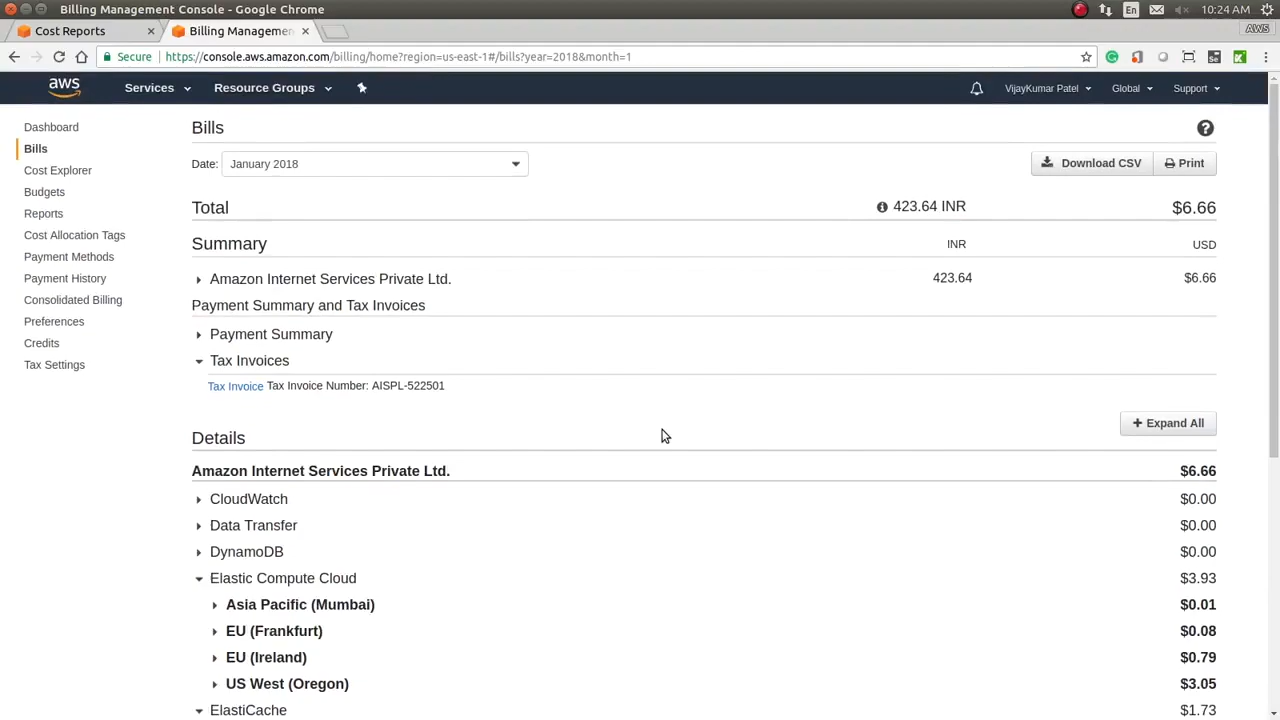 Billing Management Console - Google Chrome
En
10:24 AM
Cost Reports
Billing Managemen
AWS
Secure
https://console.aws.amazon.com/billing/home?region=us-east-1#/bills?year=2018&month=1
aws
Services
Resource Groups
VijayKumar Patel
Global
Support
Dashboard
Bills
Cost Explorer
Budgets
Reports
Cost Allocation Tags
Payment Methods
Payment History
Consolidated Billing
Preferences
Credits
Tax Settings
Bills
Date: January 2018
Download CSV
Print
Total 423.64 INR $6.66
Summary INR USD
Amazon Internet Services Private Ltd. 423.64 $6.66
Payment Summary and Tax Invoices
Payment Summary
Tax Invoices
Tax Invoice Tax Invoice Number: AISPL-522501
Details
+ Expand All
Amazon Internet Services Private Ltd. $6.66
CloudWatch $0.00
Data Transfer $0.00
DynamoDB $0.00
Elastic Compute Cloud $3.93
Asia Pacific (Mumbai) $0.01
EU (Frankfurt) $0.08
EU (Ireland) $0.79
US West (Oregon) $3.05
ElastiCache $1.73